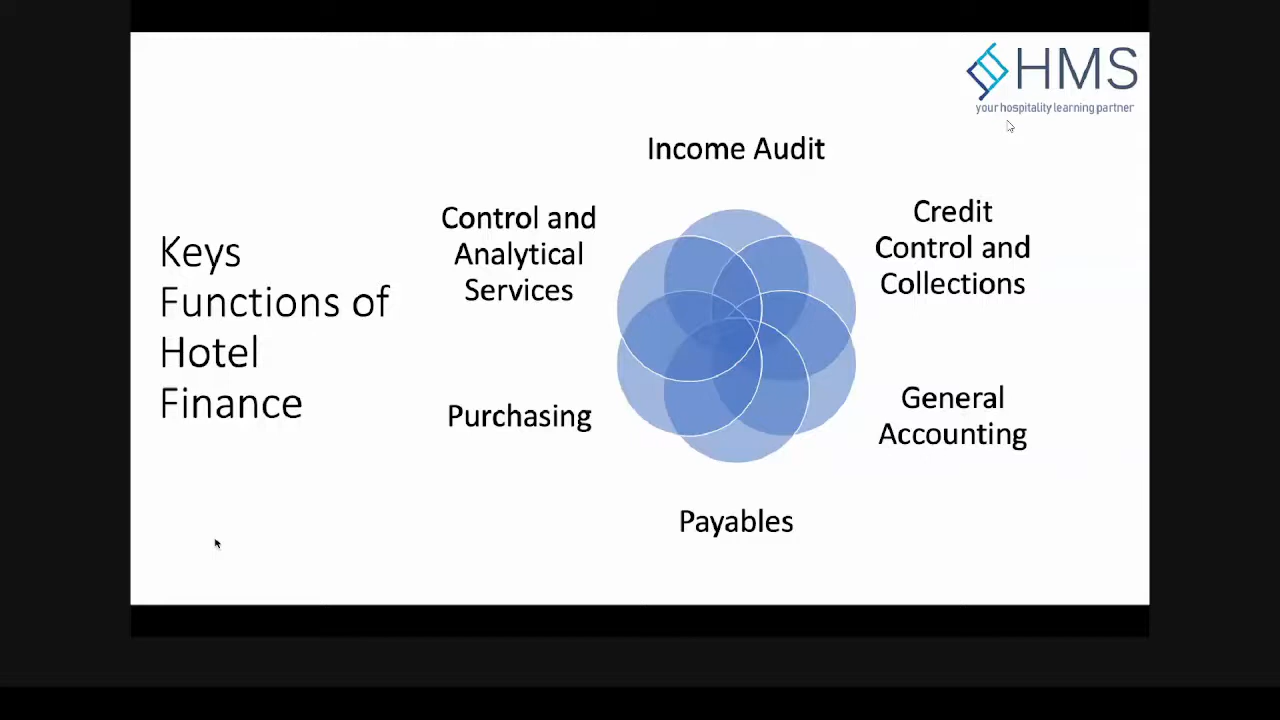 HMS
your hospitality learning partner
Keys
Functions of
Hotel
Finance
Income Audit
Credit
Control and
Collections
General
Accounting
Payables
Purchasing
Control and
Analytical
Services